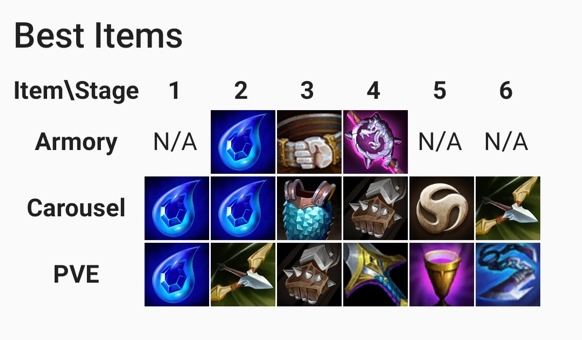 Best Items
Item\Stage 1 2 3 4 5 6
Armory N/A N/A N/A
Carousel
PVE